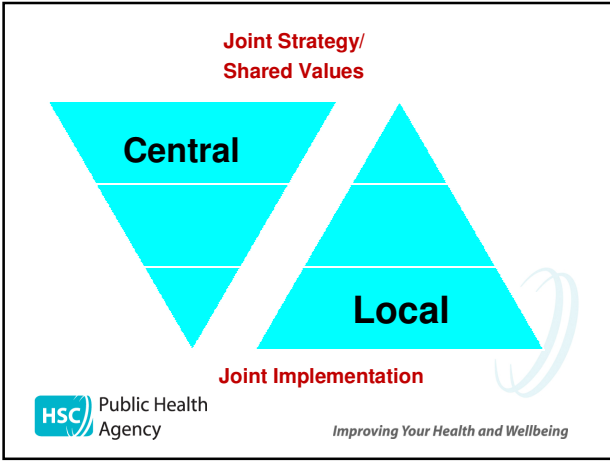 Joint Strategy/
Shared Values
Central
Local
Joint Implementation
HSC Public Health
Agency
Improving Your Health and Wellbeing